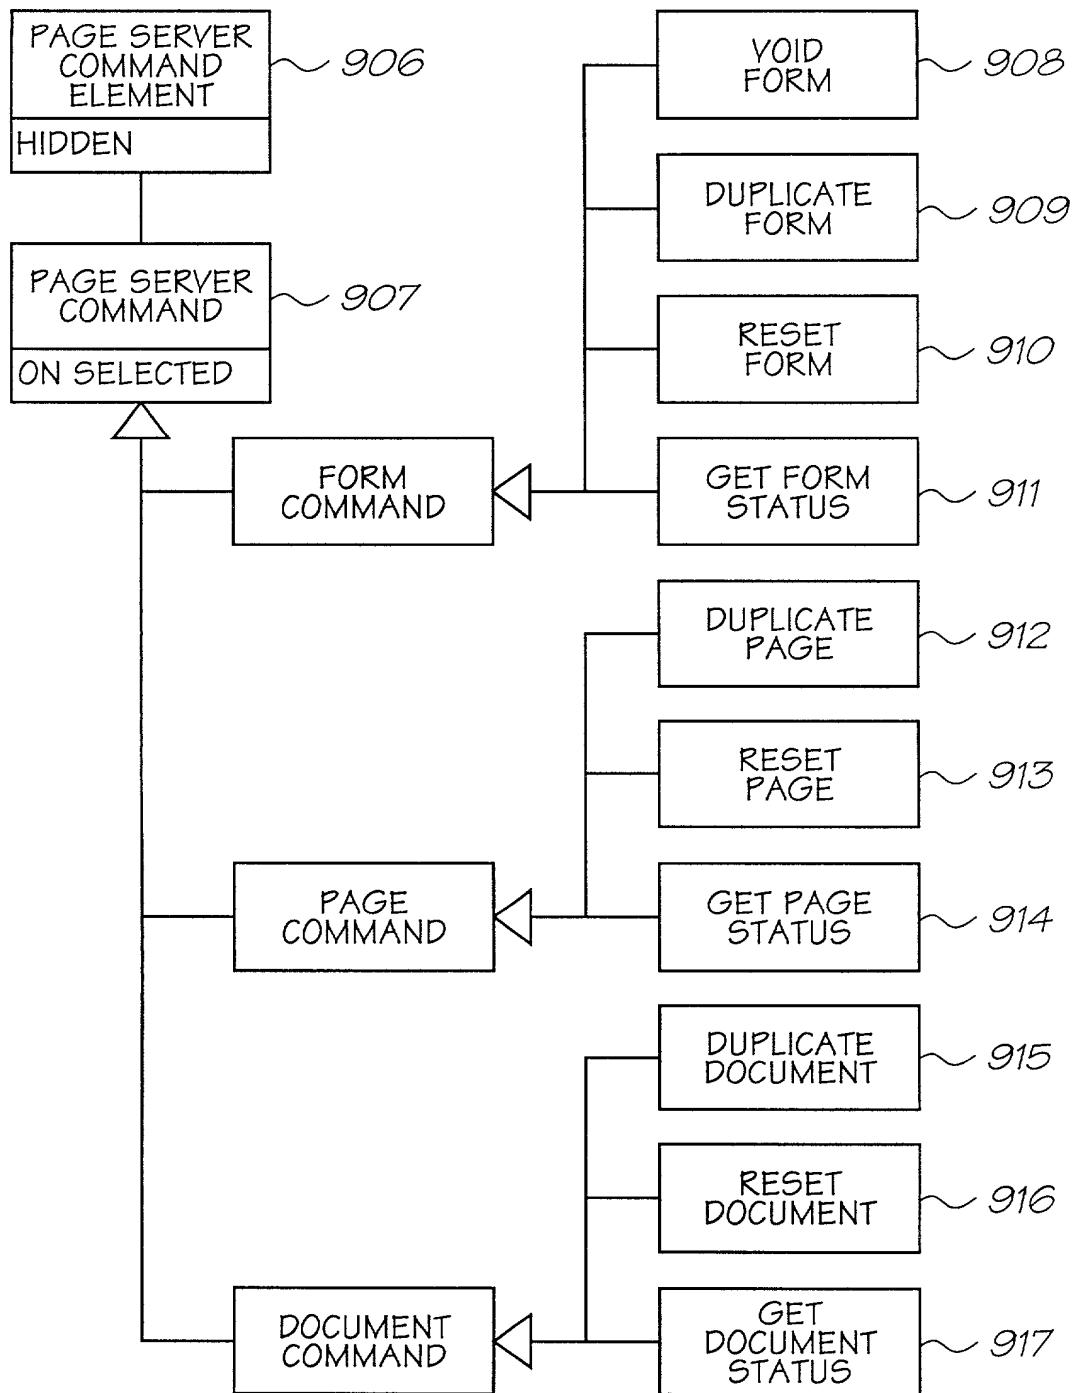 PAGE SERVER
COMMAND
ELEMENT
906
HIDDEN
PAGE SERVER
COMMAND
907
ON SELECTED
FORM
COMMAND
VOID
FORM
908
DUPLICATE
FORM
909
RESET
FORM
910
GET FORM
STATUS
911
PAGE
COMMAND
DUPLICATE
PAGE
912
RESET
PAGE
913
GET PAGE
STATUS
914
DOCUMENT
COMMAND
DUPLICATE
DOCUMENT
915
RESET
DOCUMENT
916
GET
DOCUMENT
STATUS
917